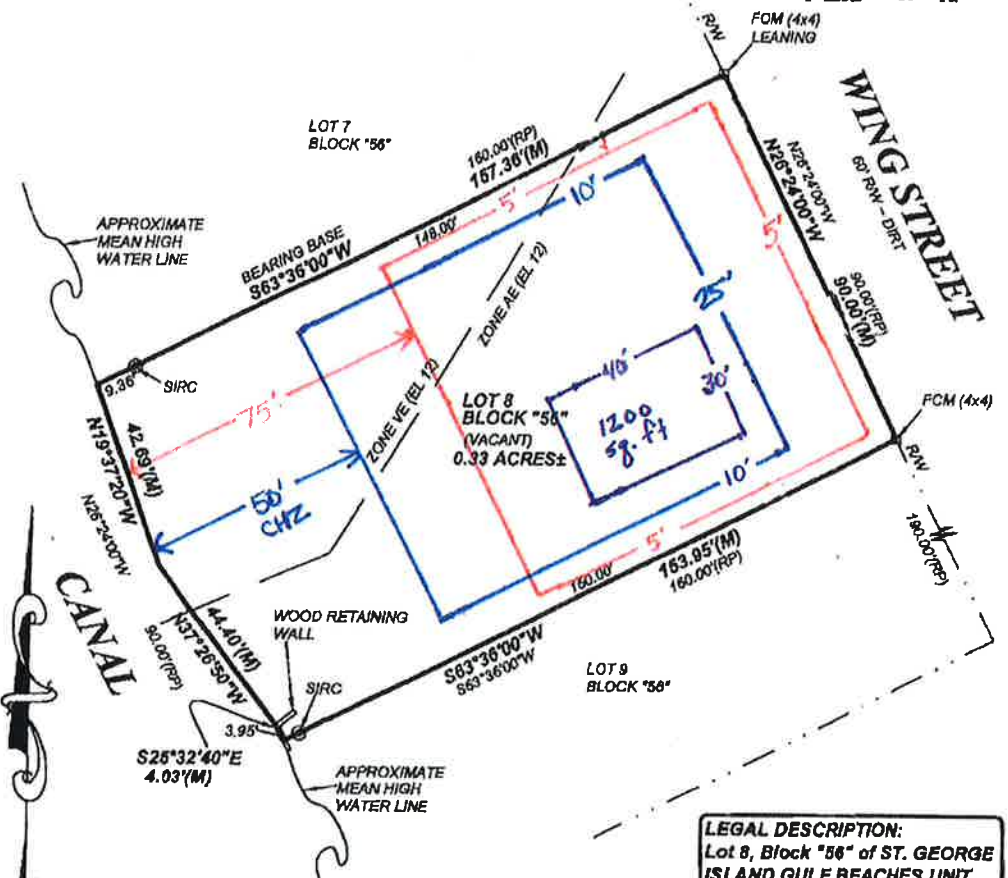 R/W
FCM (4x4)
LEANING
WING STREET
60' R/W - DIRT
N26°24'00"W
N26°24'00"W
90.00'(RP)
90.00'(M)
LOT 7
BLOCK "56"
160.00'(RP)
157.36'(M)
148.00'
BEARING BASE
S63°36'00"W
APPROXIMATE
MEAN HIGH
WATER LINE
5'
10'
5'
25'
9.36'
SIRC
75'
ZONE VE (EL 12)
ZONE AE (EL 12)
LOT 8
BLOCK "56"
(VACANT)
0.33 ACRES±
40'
30'
1200
sq. ft
FCM (4x4)
R/W
190.00'(RP)
N19°37'20"W
42.69'(M)
N26°24'00"W
50'
CHZ
10'
5'
150.00'
163.95'(M)
160.00'(RP)
CANAL
90.00'(RP)
N37°26'50"W
44.40'(M)
WOOD RETAINING
WALL
SIRC
3.95'
S63°36'00"W
S63°36'00"W
LOT 9
BLOCK "56"
S25°32'40"E
4.03'(M)
APPROXIMATE
MEAN HIGH
WATER LINE
LEGAL DESCRIPTION:
Lot 8, Block "56" of ST. GEORGE
ISLAND GULF BEACHES UNIT